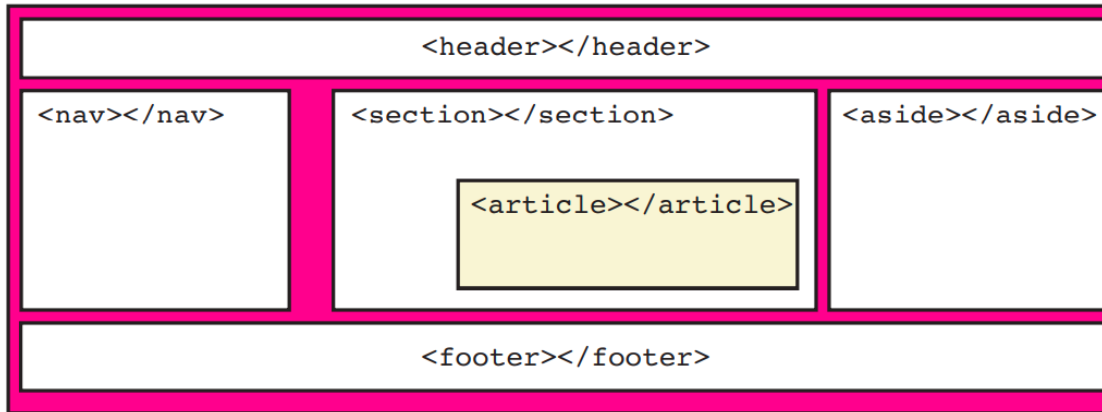 <header></header>
<nav></nav>
<section></section>
<aside></aside>
<article></article>
<footer></footer>